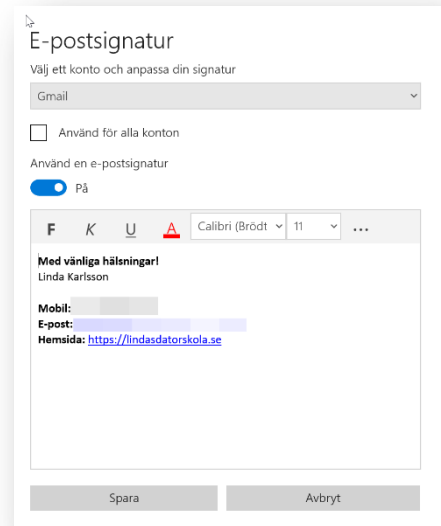 E-postsignatur
Välj ett konto och anpassa din signatur
Gmail
Använd för alla konton
Använd en e-postsignatur
På
F K U A Calibri (Brödt 11 ...
Med vänliga hälsningar!
Linda Karlsson
Mobil:
E-post:
Hemsida: https://lindasdatorskola.se
Spara Avbryt